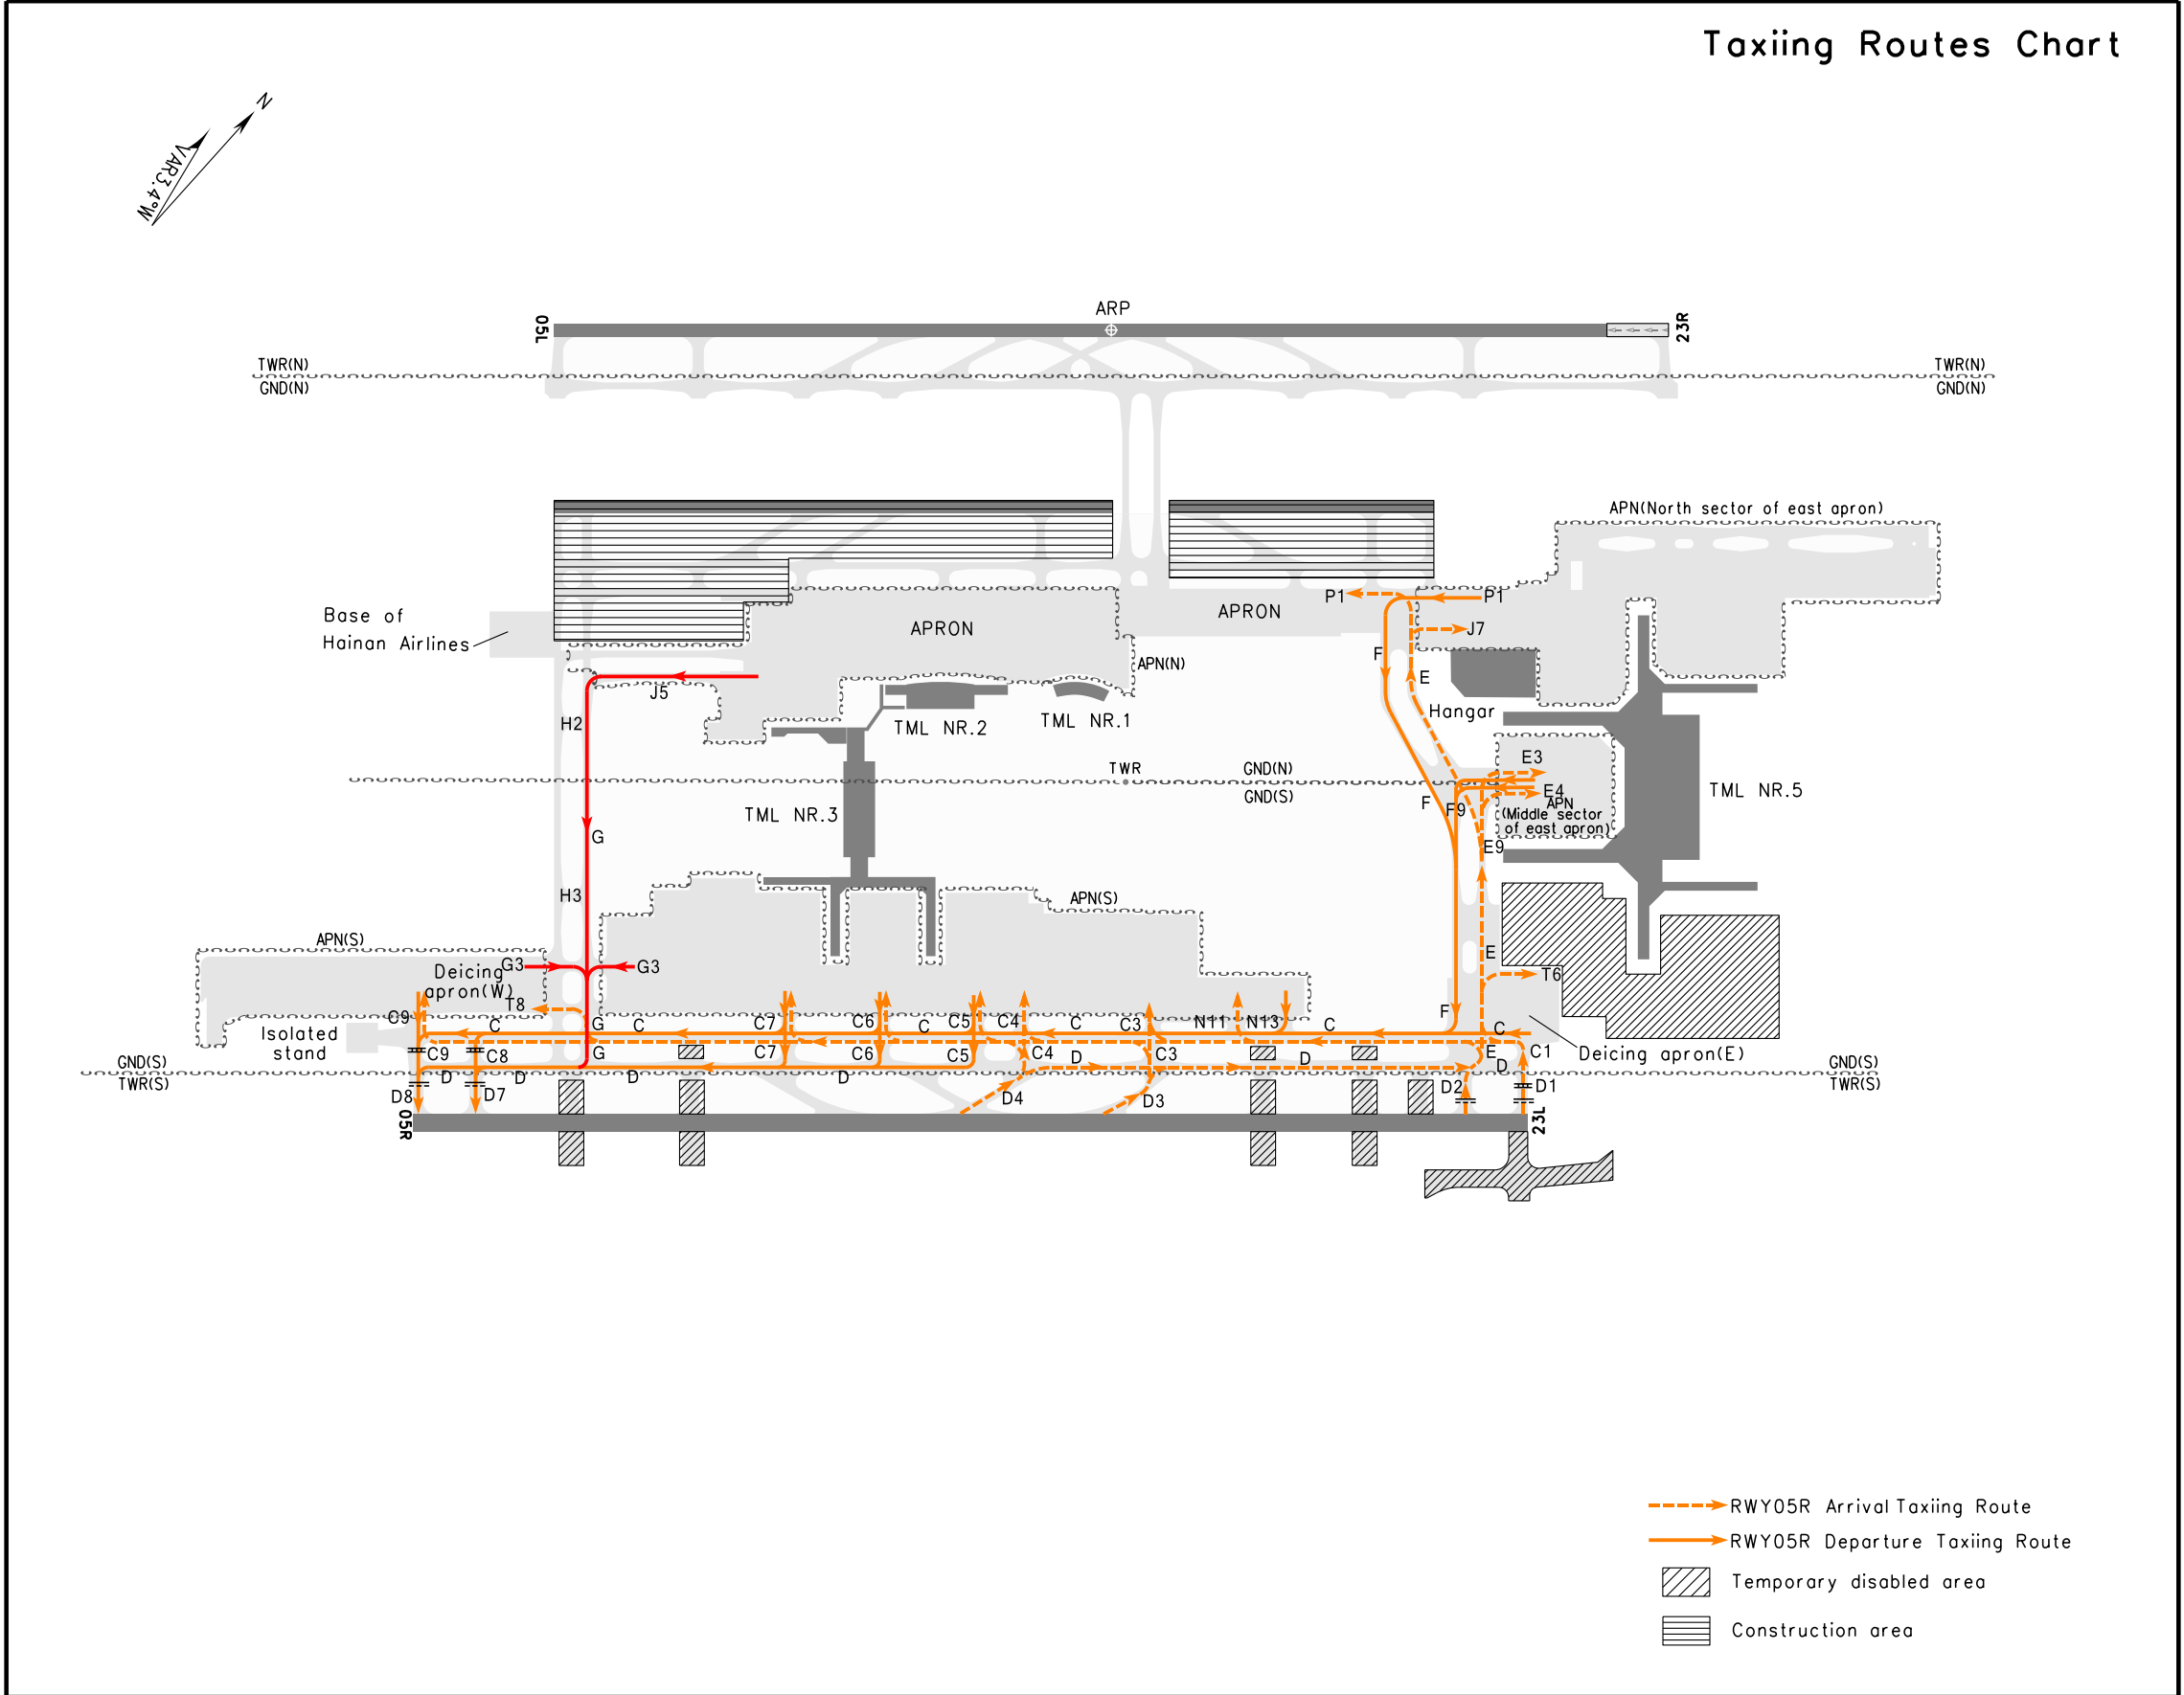 Taxiing Routes Chart
N
VAR3.4°W
ARP
05L
23R
TWR(N)
GND(N)
TWR(N)
GND(N)
APN(North sector of east apron)
Base of
Hainan Airlines
APRON
APRON
P1
P1
J7
APN(N)
F
E
J5
Hangar
H2
TML NR.2
TML NR.1
E3
TWR
GND(N)
GND(S)
E4
TML NR.5
APN
(Middle sector
of east apron)
F
F9
TML NR.3
G
E9
H3
APN(S)
APN(S)
E
G3
G3
Deicing
apron(W)
T6
T8
F
C9
C
G
C
C7
C6
C
C5
C4
C
C3
N11
N13
C
C
Isolated
stand
C9
C8
G
C7
C6
C5
C4
D
C3
D
E
C1
Deicing apron(E)
D
GND(S)
TWR(S)
D
D
D
D
GND(S)
TWR(S)
D8
D7
D4
D3
D2
D1
05R
23L
RWY05R Arrival Taxiing Route
RWY05R Departure Taxiing Route
Temporary disabled area
Construction area